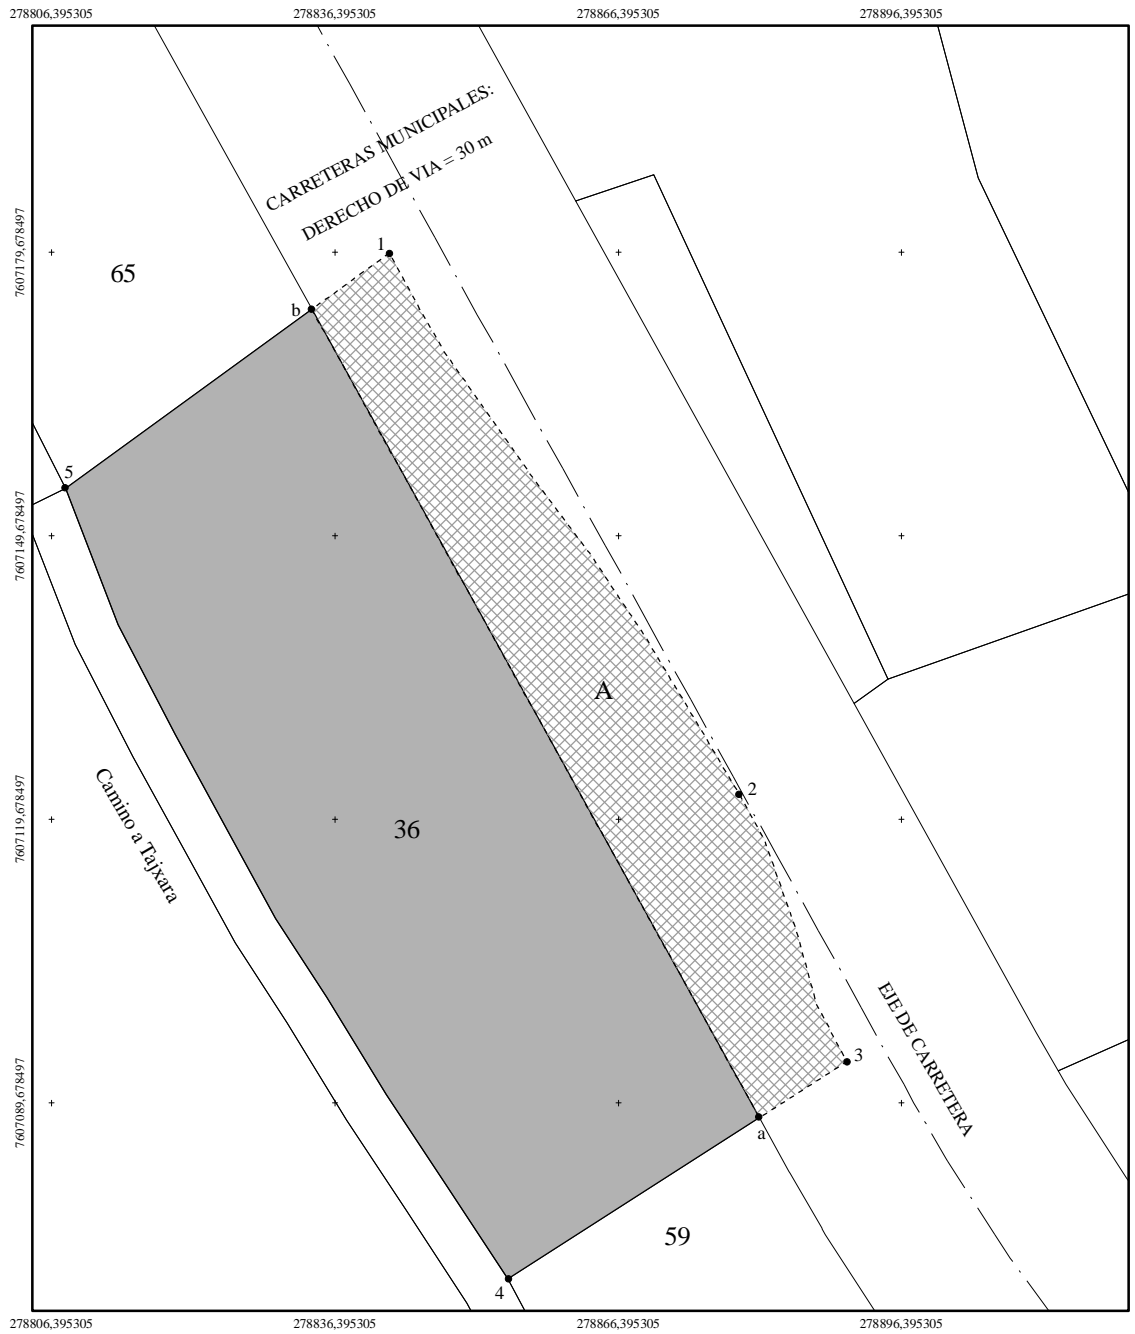 278806,395305
278836,395305
278866,395305
278896,395305
CARRETERAS MUNICIPALES:
DERECHO DE VIA = 30 m
7607179,678497
1
65
b
5
7607149,678497
A
Camino a Tajxara
2
7607119,678497
36
EJE DE CARRETERA
3
7607089,678497
a
59
4
278806,395305
278836,395305
278866,395305
278896,395305